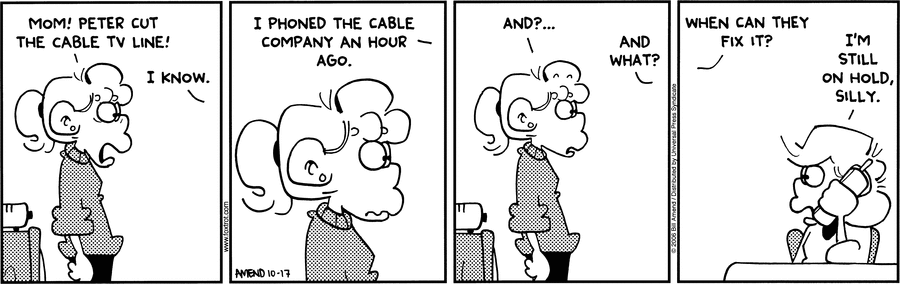 MOM! PETER CUT
THE CABLE TV LINE!
I KNOW.
I PHONED THE CABLE
COMPANY AN HOUR
AGO.
www.foxtrot.com
AMEND 10-17
AND?...
AND
WHAT?
© 2006 Bill Amend / Distributed by Universal Press Syndicate
WHEN CAN THEY
FIX IT?
I'M
STILL
ON HOLD,
SILLY.